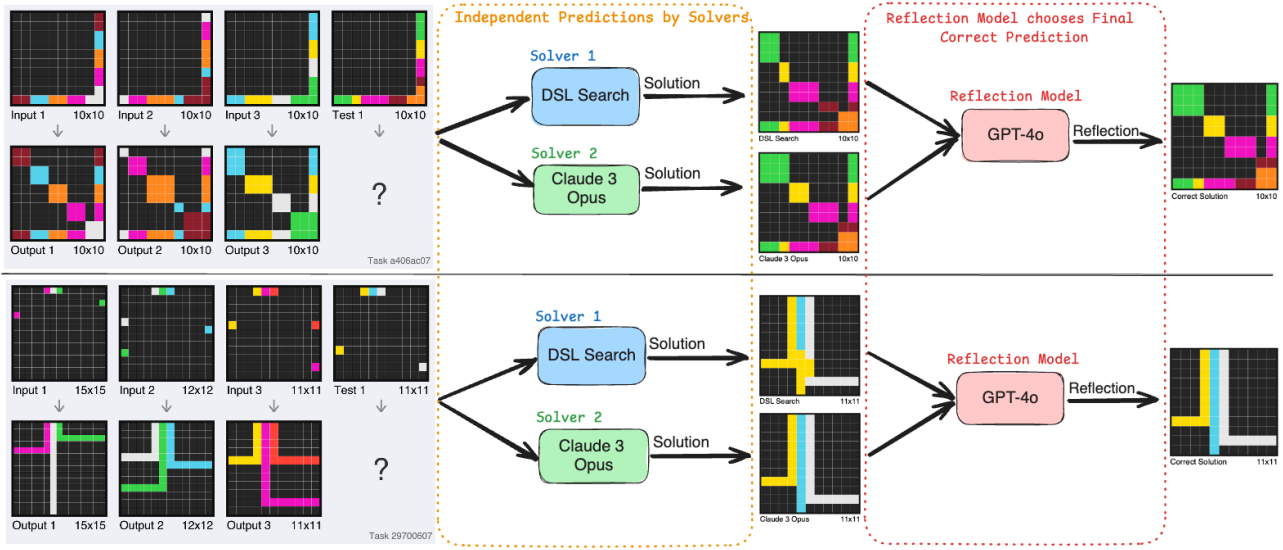 Independent Predictions by Solvers
Reflection Model chooses Final
Correct Prediction
Input 1 10x10
Input 2 10x10
Input 3 10x10
Test 1 10x10
Output 1 10x10
Output 2 10x10
Output 3 10x10
?
Task a406ac07
Solver 1
DSL Search
Solution
Solver 2
Claude 3
Opus
Solution
DSL Search 10x10
Claude 3 Opus 10x10
Reflection Model
GPT-4o
Reflection
Correct Solution 10x10
Input 1 15x15
Input 2 12x12
Input 3 11x11
Test 1 11x11
Output 1 15x15
Output 2 12x12
Output 3 11x11
?
Task 29700607
Solver 1
DSL Search
Solution
Solver 2
Claude 3
Opus
Solution
DSL Search 11x11
Claude 3 Opus 11x11
Reflection Model
GPT-4o
Reflection
Correct Solution 11x11